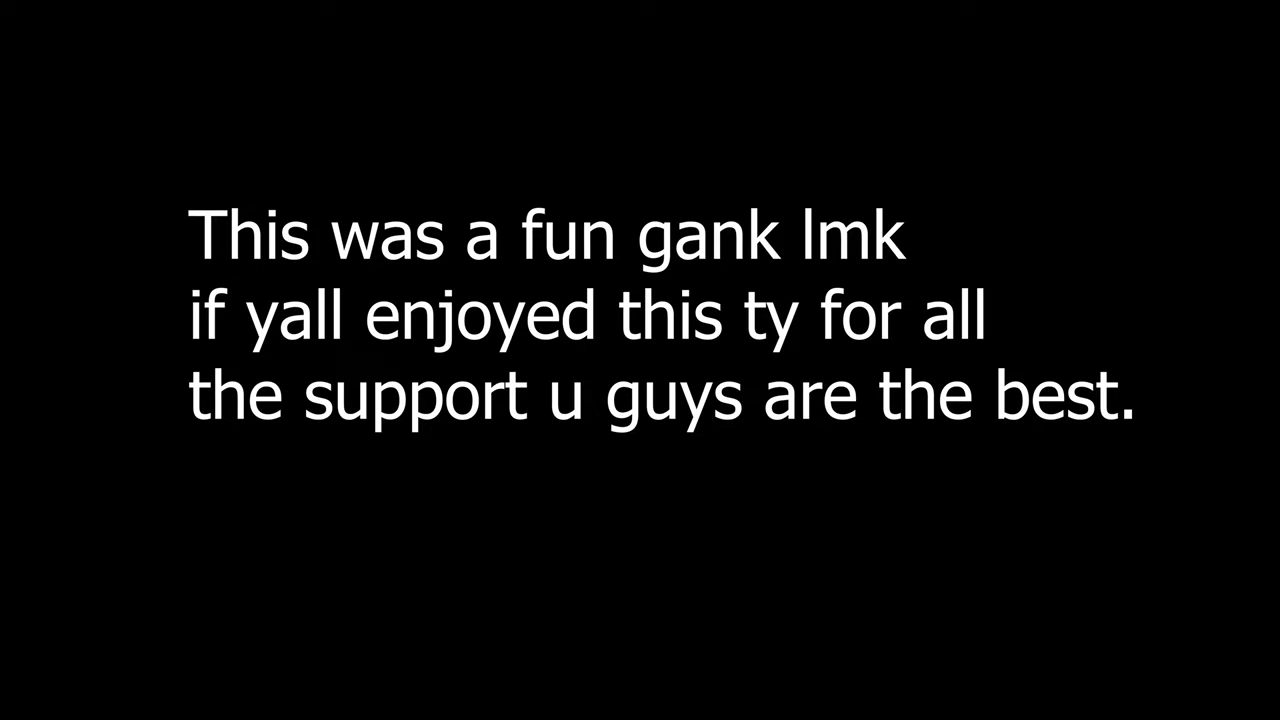 This was a fun gank lmk
if yall enjoyed this ty for all
the support u guys are the best.